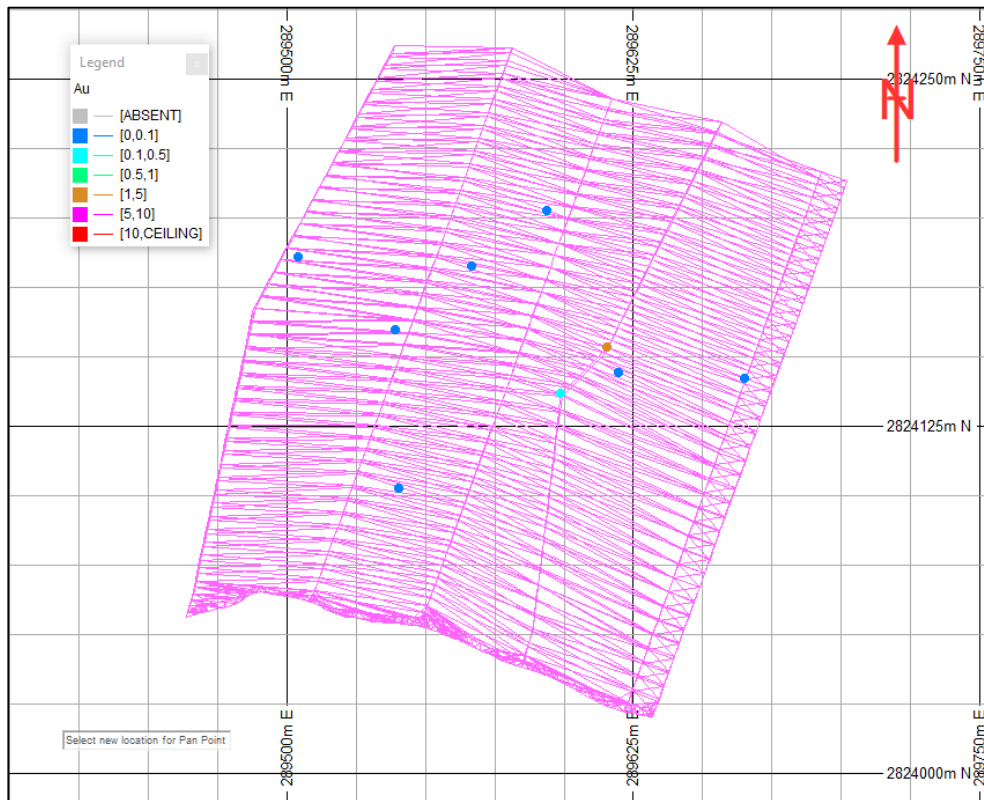 289500m E
289625m E
289750m E
Legend
Au
[ABSENT]
[0,0.1]
[0.1,0.5]
[0.5,1]
[1,5]
[5,10]
[10,CEILING]
N
2824250m N
2824125m N
Select new location for Pan Point
289500m E
289625m E
289750m E
2824000m N